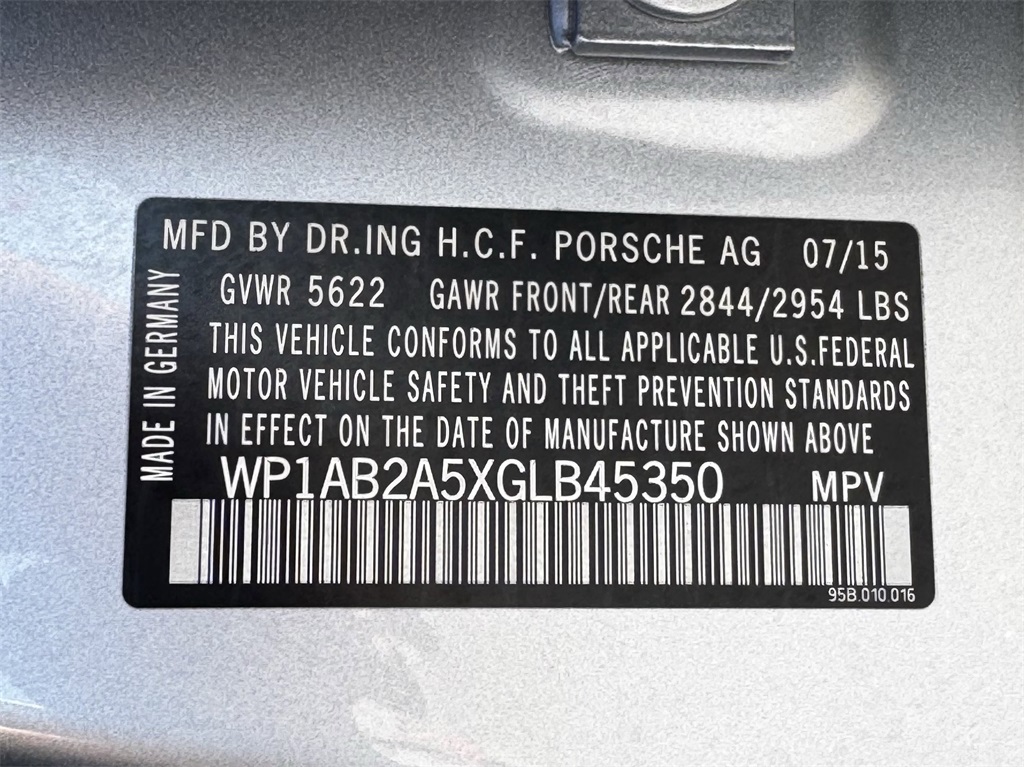 MFD BY DR.ING H.C.F. PORSCHE AG 07/15
GVWR 5622 GAWR FRONT/REAR 2844/2954 LBS
THIS VEHICLE CONFORMS TO ALL APPLICABLE U.S.FEDERAL
MOTOR VEHICLE SAFETY AND THEFT PREVENTION STANDARDS
IN EFFECT ON THE DATE OF MANUFACTURE SHOWN ABOVE
WP1AB2A5XGLB45350 MPV
95B.010.016
MADE IN GERMANY